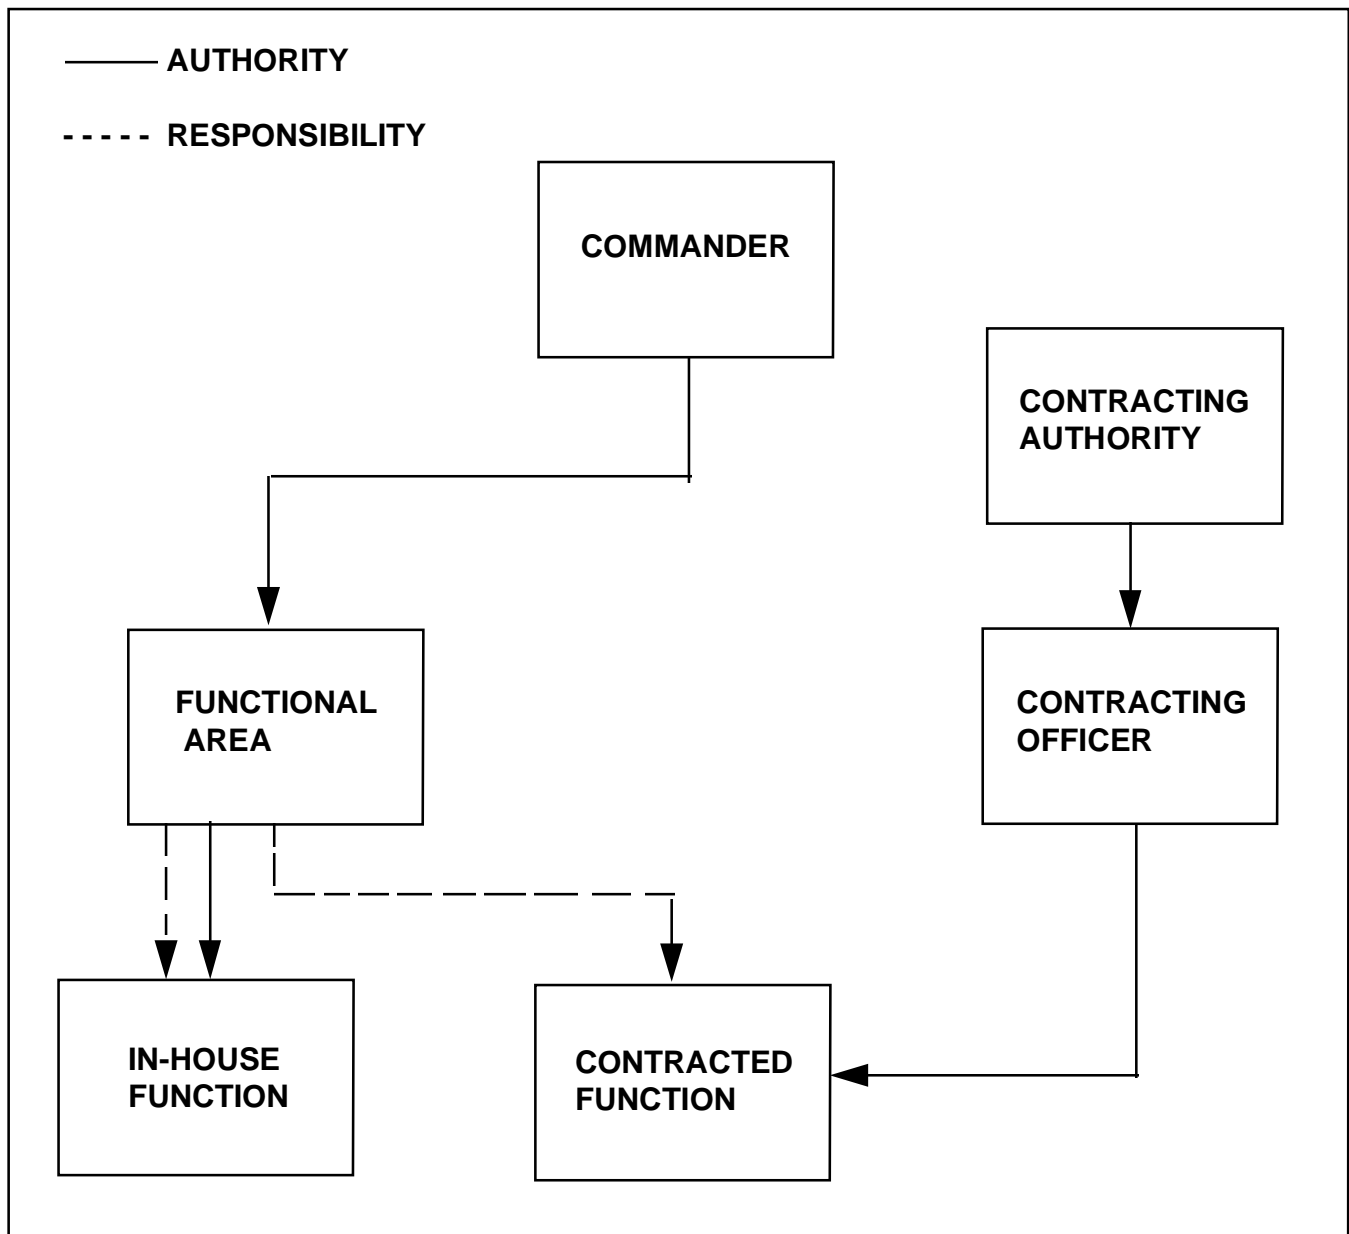 AUTHORITY
RESPONSIBILITY
COMMANDER
CONTRACTING
AUTHORITY
FUNCTIONAL
AREA
CONTRACTING
OFFICER
IN-HOUSE
FUNCTION
CONTRACTED
FUNCTION